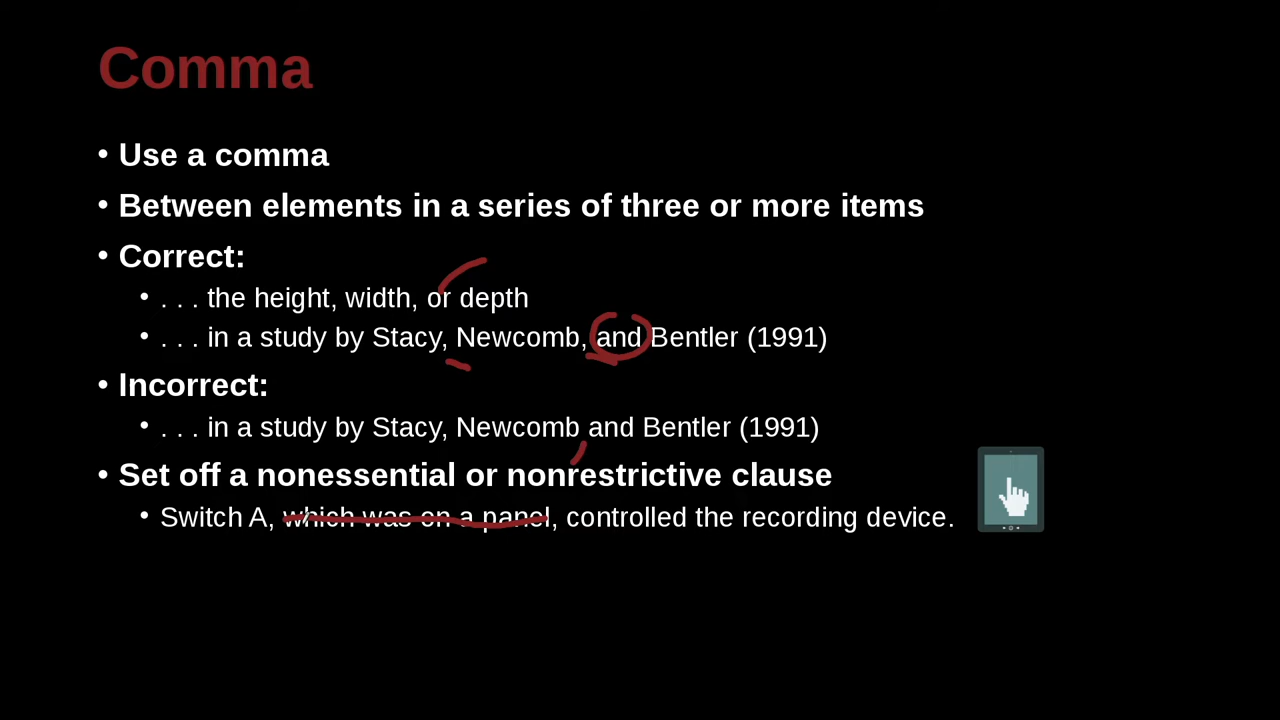 Comma
• Use a comma
• Between elements in a series of three or more items
• Correct:
• . . . the height, width, or depth
• . . . in a study by Stacy, Newcomb, and Bentler (1991)
• Incorrect:
• . . . in a study by Stacy, Newcomb and Bentler (1991)
• Set off a nonessential or nonrestrictive clause
• Switch A, which was on a panel, controlled the recording device.